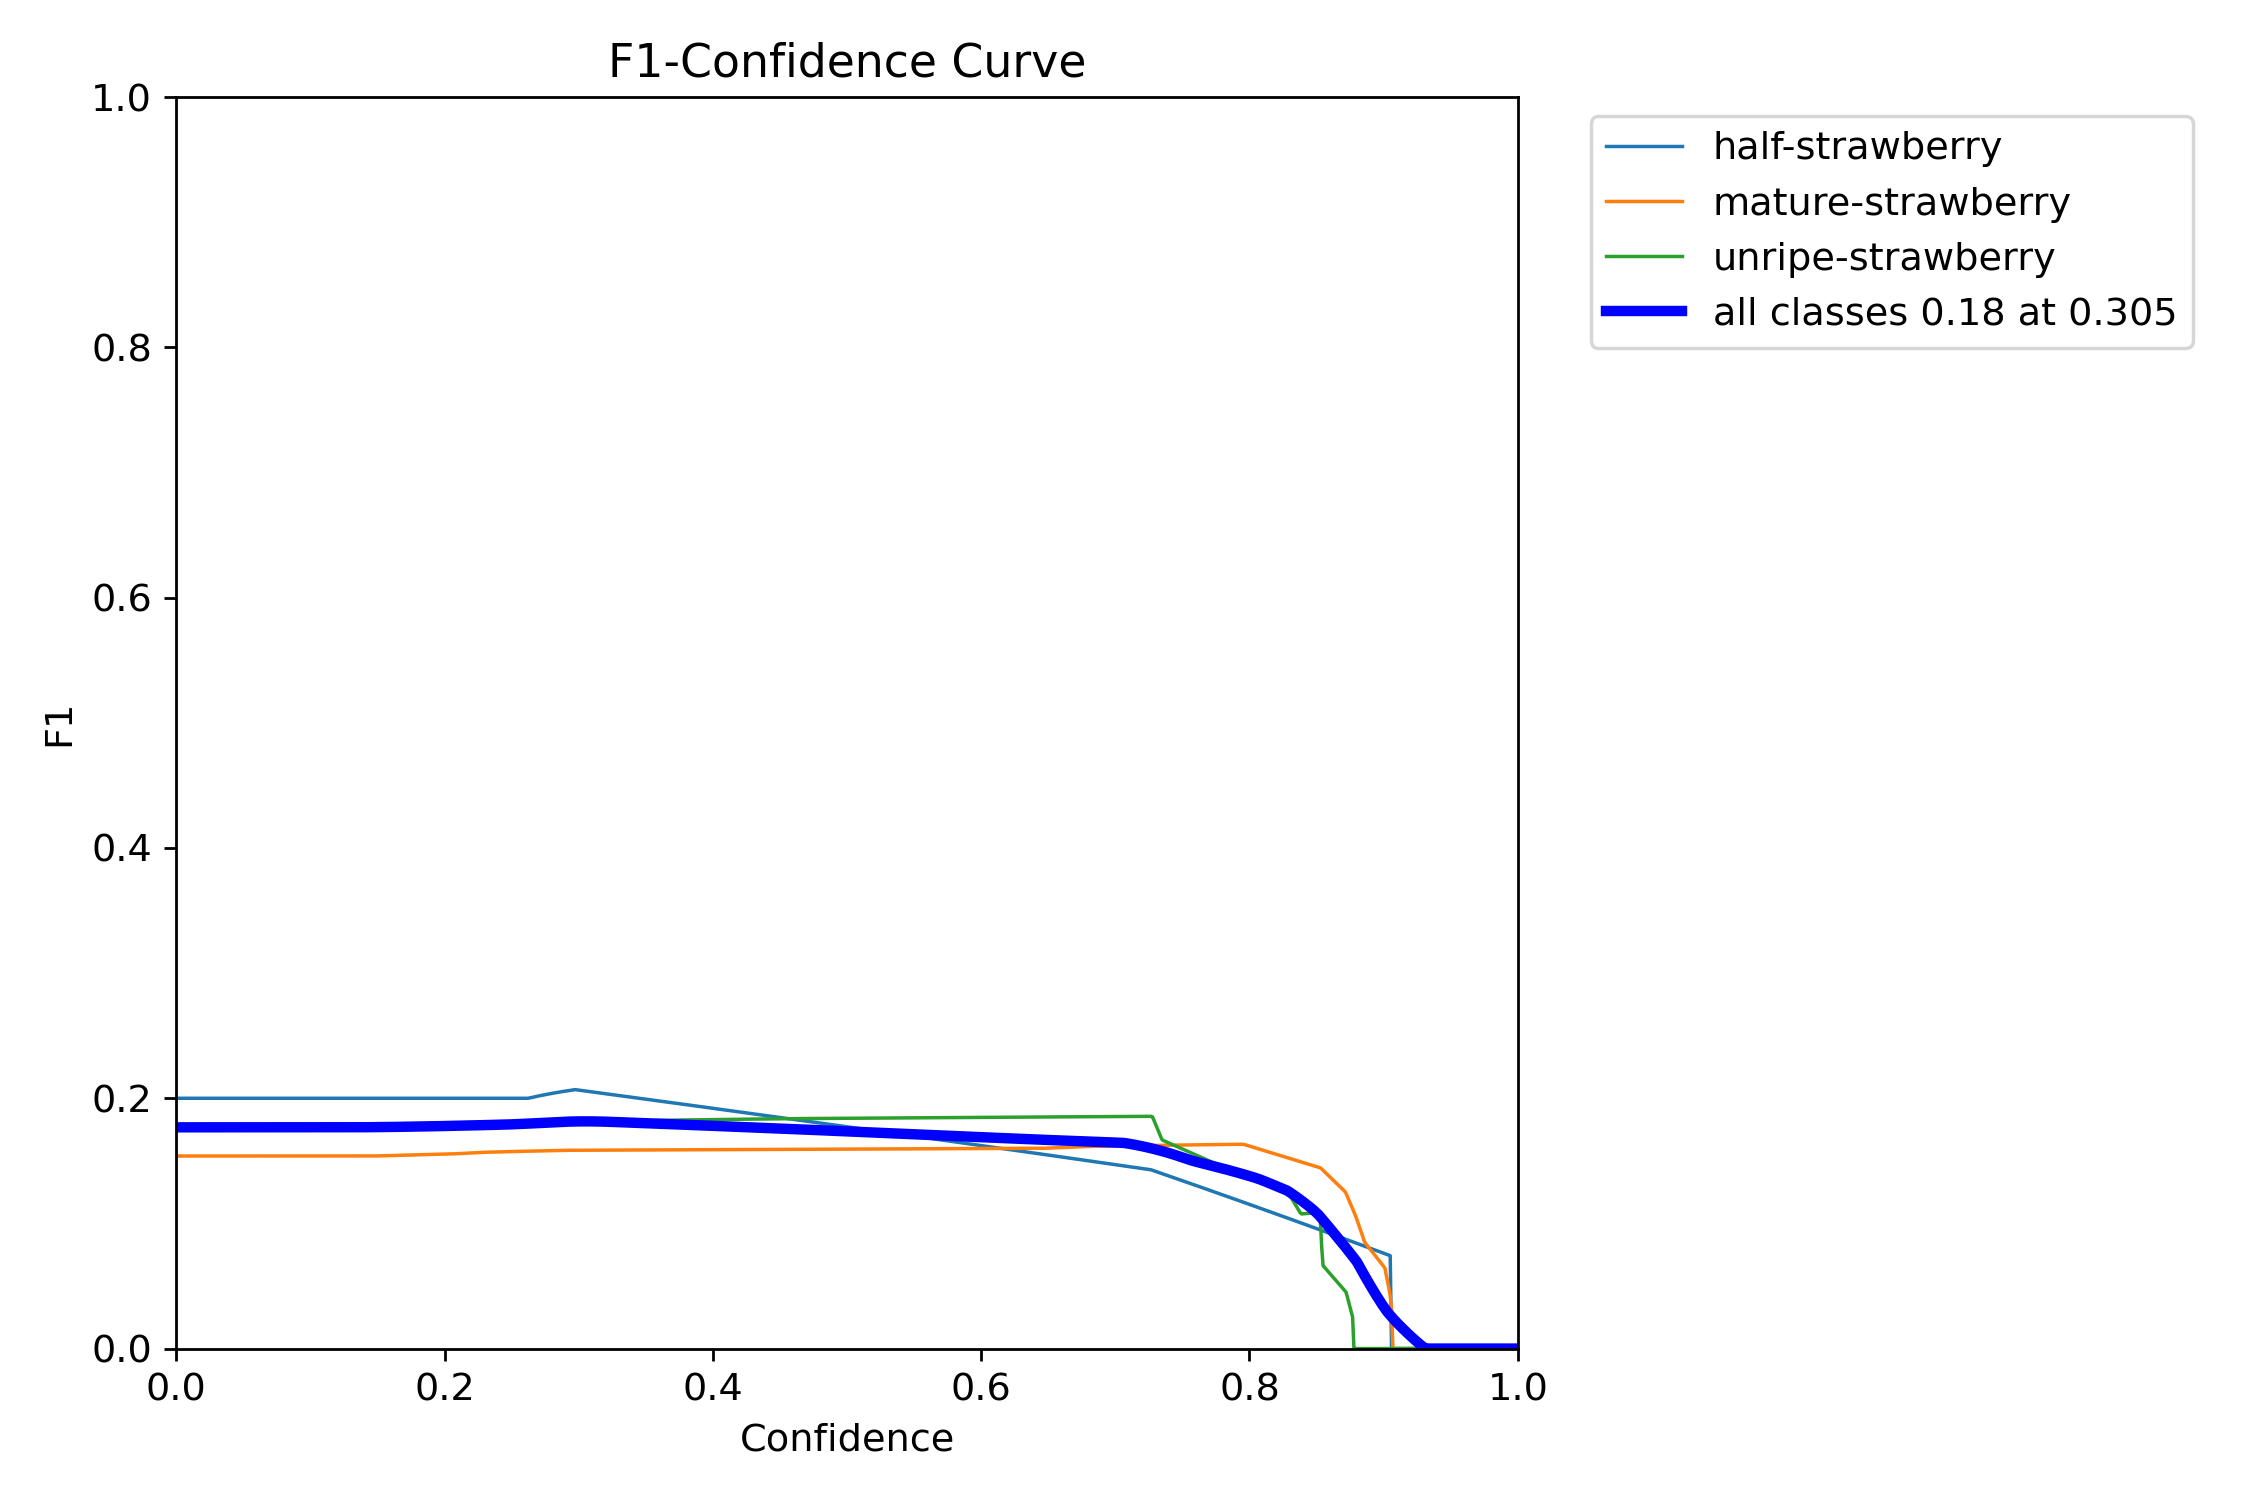 F1-Confidence Curve
1.0
0.8
0.6
0.4
0.2
0.0
F1
0.0 0.2 0.4 0.6 0.8 1.0
Confidence
half-strawberry
mature-strawberry
unripe-strawberry
all classes 0.18 at 0.305